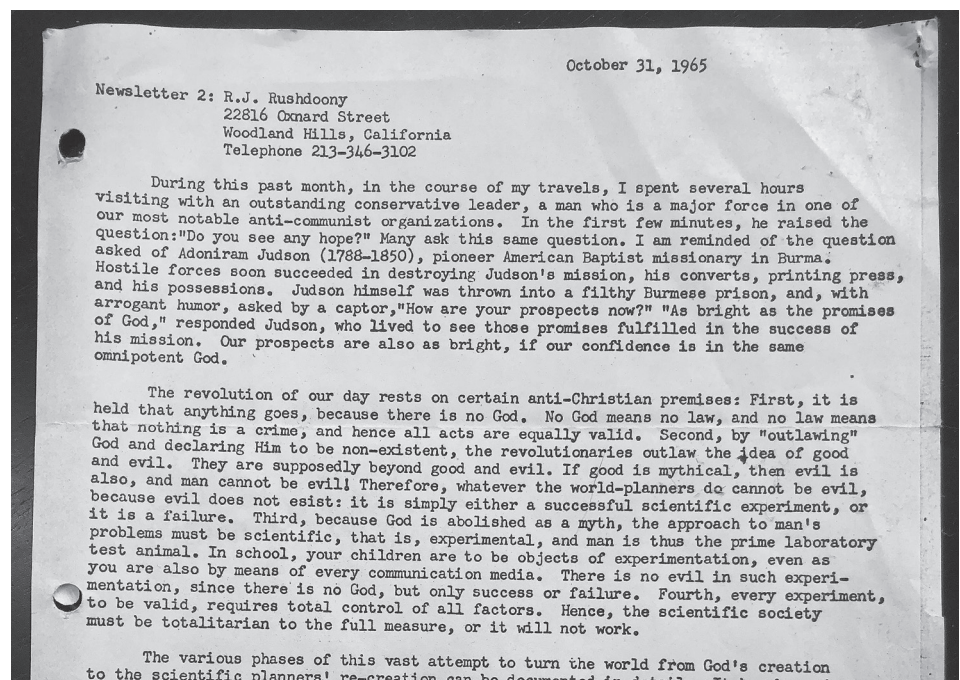 October 31, 1965
Newsletter 2: R.J. Rushdoony
22816 Oxnard Street
Woodland Hills, California
Telephone 213-346-3102
During this past month, in the course of my travels, I spent several hours
visiting with an outstanding conservative leader, a man who is a major force in one of
our most notable anti-communist organizations. In the first few minutes, he raised the
question:"Do you see any hope?" Many ask this same question. I am reminded of the question
asked of Adoniram Judson (1788-1850), pioneer American Baptist missionary in Burma.
Hostile forces soon succeeded in destroying Judson's mission, his converts, printing press,
and his possessions. Judson himself was thrown into a filthy Burmese prison, and, with
arrogant humor, asked by a captor,"How are your prospects now?" "As bright as the promises
of God," responded Judson, who lived to see those promises fulfilled in the success of
his mission. Our prospects are also as bright, if our confidence is in the same
omnipotent God.
The revolution of our day rests on certain anti-Christian premises: First, it is
held that anything goes, because there is no God. No God means no law, and no law means
that nothing is a crime, and hence all acts are equally valid. Second, by "outlawing"
God and declaring Him to be non-existent, the revolutionaries outlaw the idea of good
and evil. They are supposedly beyond good and evil. If good is mythical, then evil is
also, and man cannot be evil! Therefore, whatever the world-planners do cannot be evil,
because evil does not esist: it is simply either a successful scientific experiment, or
it is a failure. Third, because God is abolished as a myth, the approach to man's
problems must be scientific, that is, experimental, and man is thus the prime laboratory
test animal. In school, your children are to be objects of experimentation, even as
you are also by means of every communication media. There is no evil in such experi-
mentation, since there is no God, but only success or failure. Fourth, every experiment,
to be valid, requires total control of all factors. Hence, the scientific society
must be totalitarian to the full measure, or it will not work.
The various phases of this vast attempt to turn the world from God's creation
to the scientific planners' re-creation can be documented in detail.